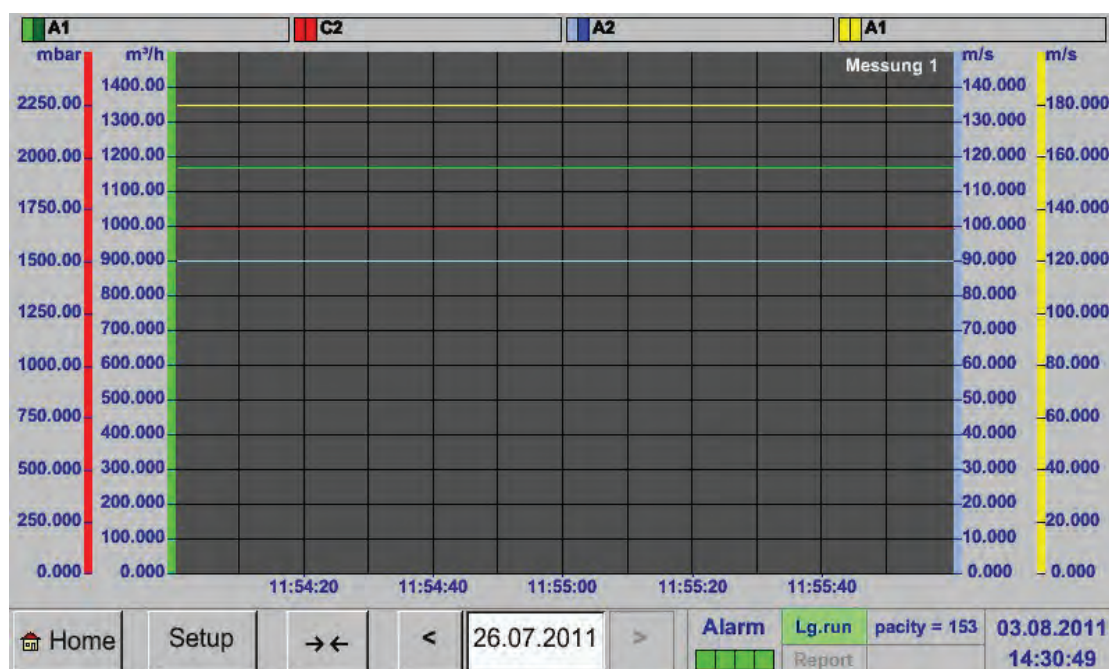 A1 C2 A2 A1
mbar m³/h m/s m/s
Messung 1
1400.00 140.000
2250.00 180.000
1300.00 130.000
2000.00 1200.00 120.000 160.000
1100.00 110.000
1750.00 140.000
1000.00 100.000
1500.00 900.000 90.000 120.000
800.000 80.000
1250.00 100.000
700.000 70.000
1000.00 600.000 60.000 80.000
500.000 50.000
750.00 60.000
400.000 40.000
500.000 300.000 30.000 40.000
200.000 20.000
250.000 20.000
100.000 10.000
0.000 0.000 0.000 0.000
11:54:20 11:54:40 11:55:00 11:55:20 11:55:40
Home Setup →← < 26.07.2011 > Alarm Lg.run pacity = 153 03.08.2011
Report 14:30:49